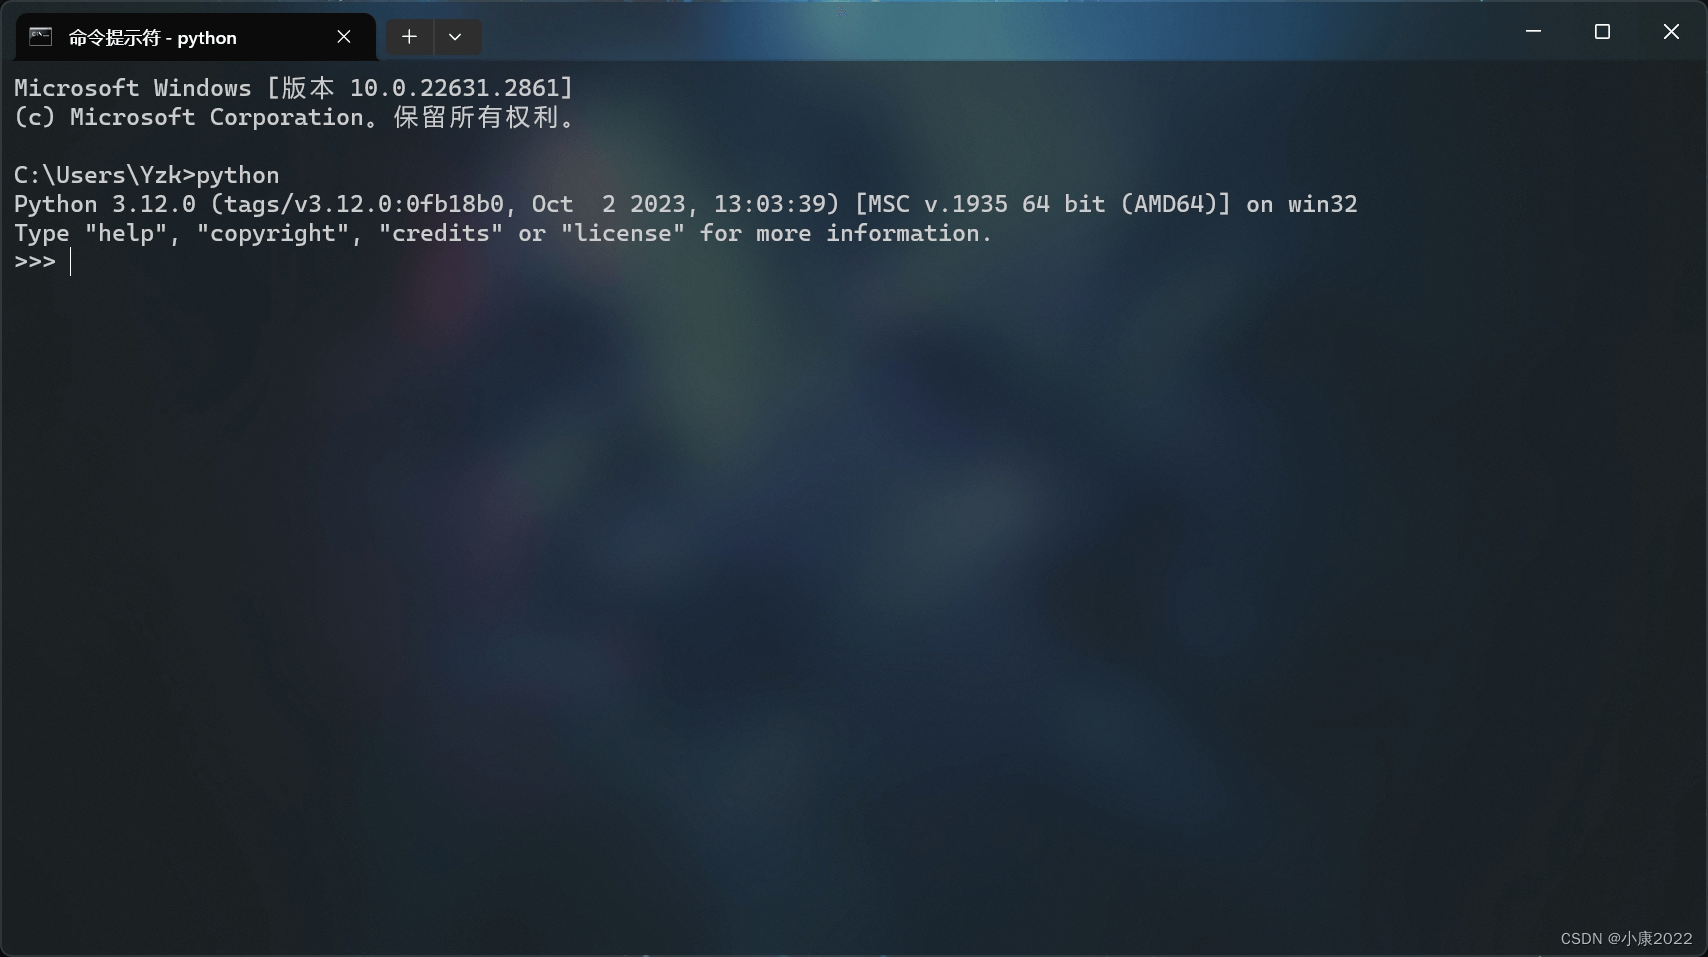 命令提示符 - python
Microsoft Windows [版本 10.0.22631.2861]
(c) Microsoft Corporation。保留所有权利。
C:\Users\Yzk>python
Python 3.12.0 (tags/v3.12.0:0fb18b0, Oct  2 2023, 13:03:39) [MSC v.1935 64 bit (AMD64)] on win32
Type "help", "copyright", "credits" or "license" for more information.
>>>
CSDN @小康2022